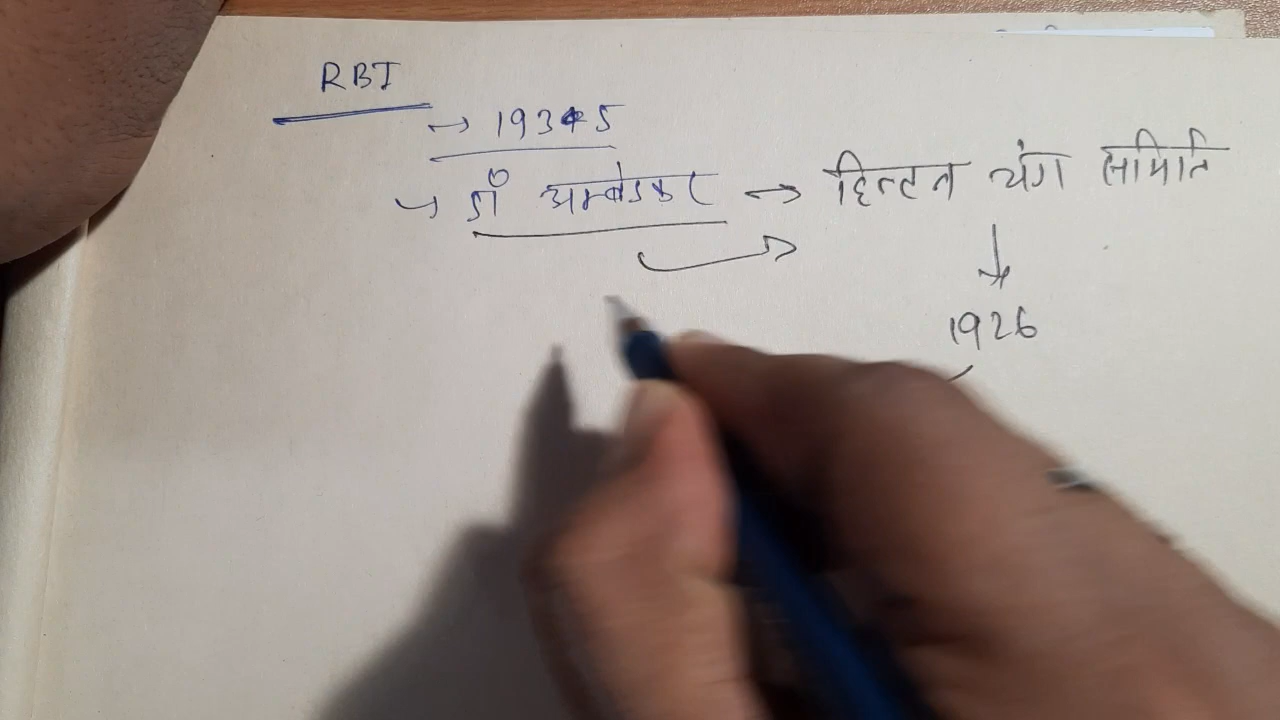 RBI
→ 1935
→ डॉ अम्बेडकर → हिल्टन यंग समिति
1926